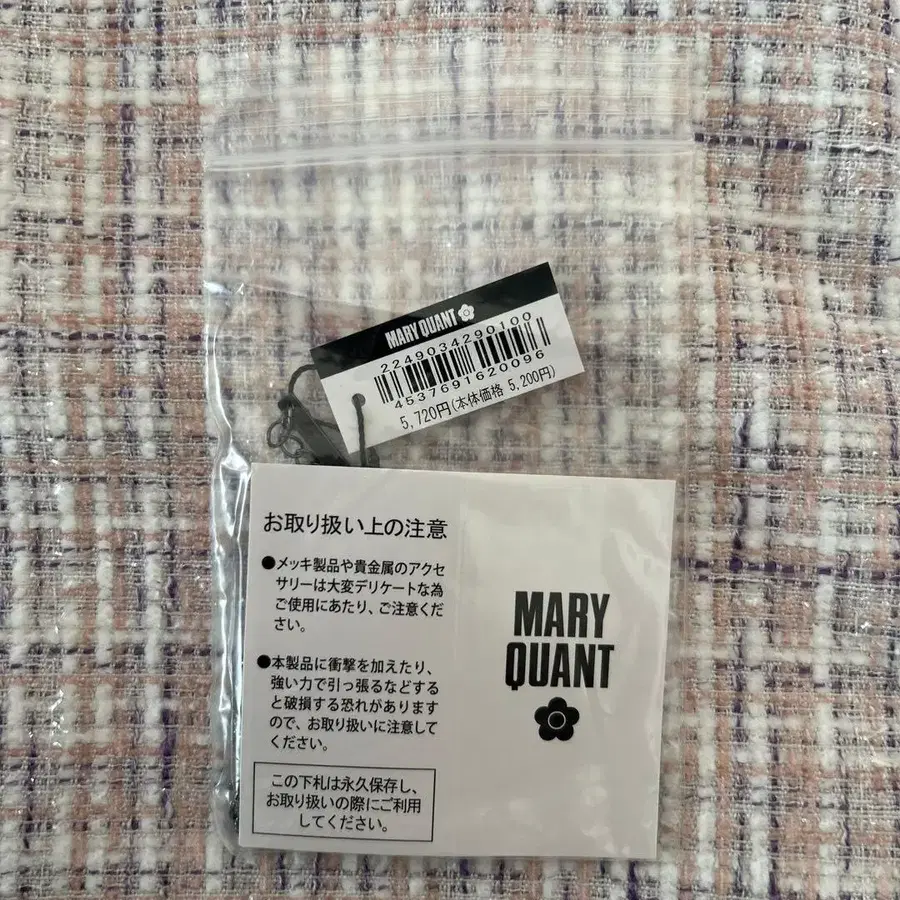 MARY QUANT
2249034290100
4537691620096
5,720円(本体価格 5,200円)
お取り扱い上の注意
●メッキ製品や貴金属のアクセ
サリーは大変デリケートな為
ご使用にあたり、ご注意くだ
さい。
●本製品に衝撃を加えたり、
強い力で引っ張るなどする
と破損する恐れがあります
ので、お取り扱いに注意して
ください。
この下札は永久保存し、
お取り扱いの際にご利用
してください。
MARY
QUANT